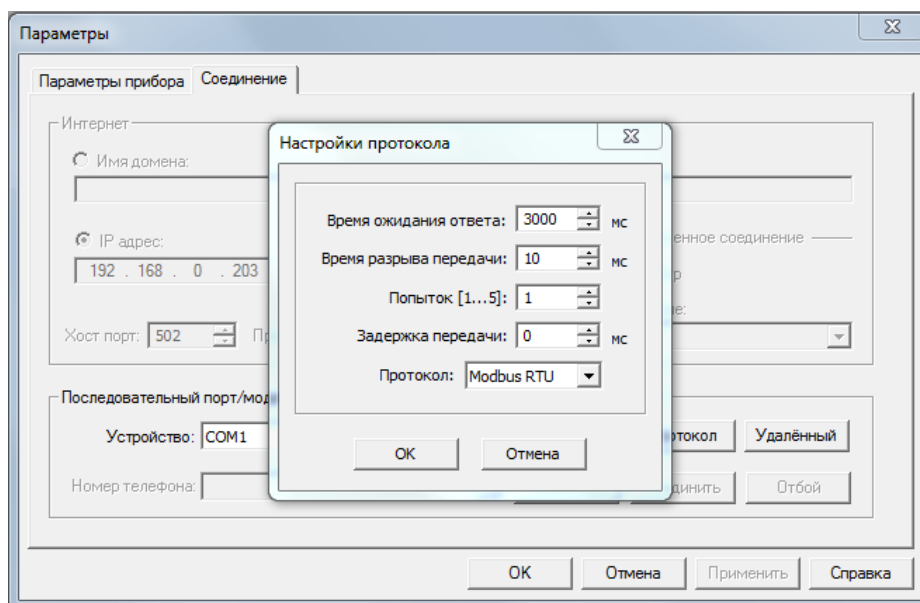 Параметры
Параметры прибора Соединение
Интернет
Имя домена:
IP адрес:
192 . 168 . 0 . 203
Хост порт: 502
Настройки протокола
Время ожидания ответа: 3000 мс
Время разрыва передачи: 10 мс
Попыток [1...5]: 1
Задержка передачи: 0 мс
Протокол: Modbus RTU
OK Отмена
соединение
Последовательный порт/мод
Устройство: COM1
Удалённый
Номер телефона:
Отбой
OK Отмена Применить Справка